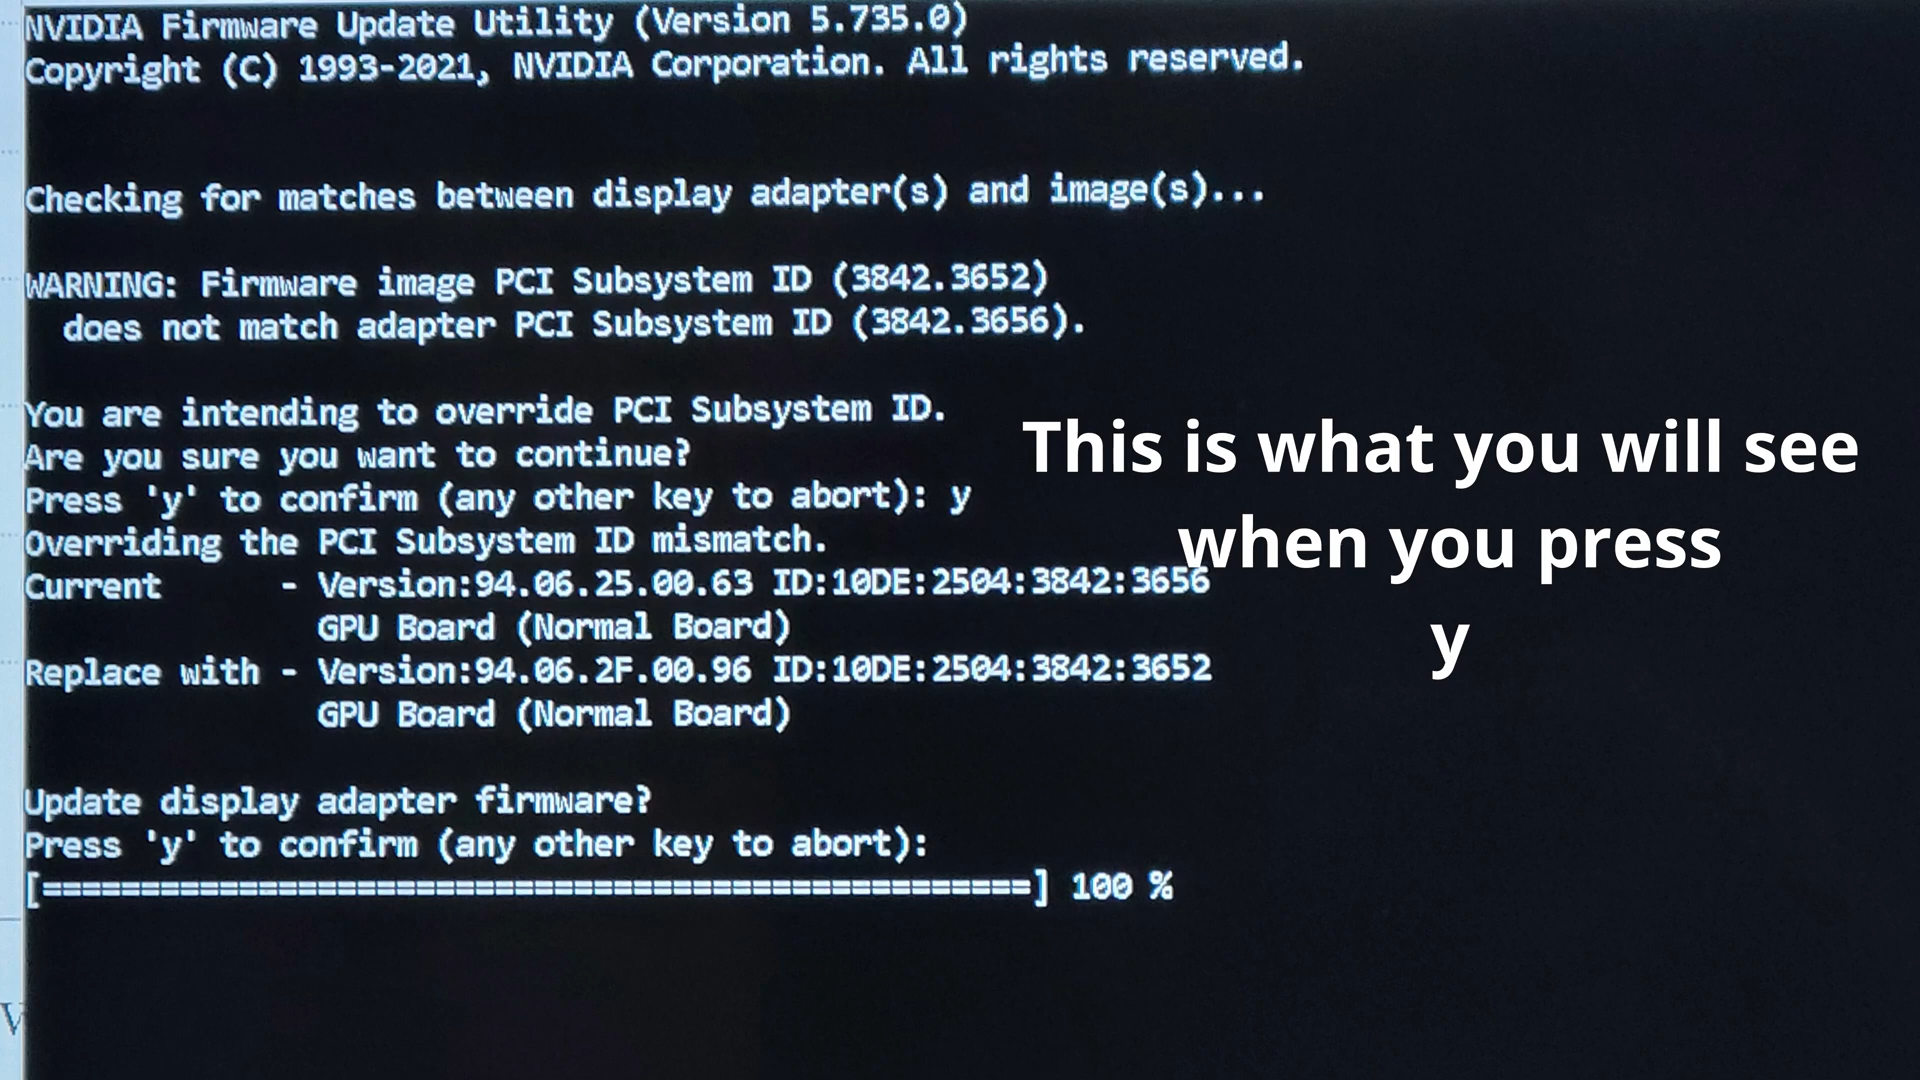 NVIDIA Firmware Update Utility (Version 5.735.0)
Copyright (C) 1993-2021, NVIDIA Corporation. All rights reserved.
Checking for matches between display adapter(s) and image(s)...
WARNING: Firmware image PCI Subsystem ID (3842.3652)
does not match adapter PCI Subsystem ID (3842.3656).
You are intending to override PCI Subsystem ID.
Are you sure you want to continue?
Press 'y' to confirm (any other key to abort): y
Overriding the PCI Subsystem ID mismatch.
Current - Version:94.06.25.00.63 ID:10DE:2504:3842:3656
GPU Board (Normal Board)
Replace with - Version:94.06.2F.00.96 ID:10DE:2504:3842:3652
GPU Board (Normal Board)
Update display adapter firmware?
Press 'y' to confirm (any other key to abort):
[==================================================] 100 %
This is what you will see
when you press
y